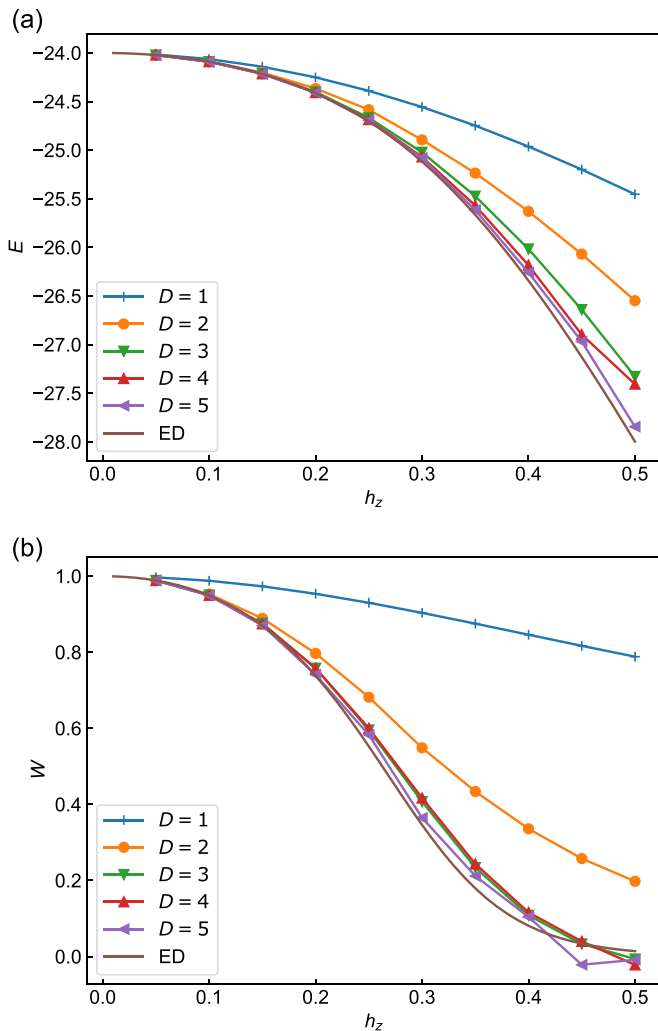 (a)
−24.0
−24.5
−25.0
−25.5
−26.0
−26.5
−27.0
−27.5
−28.0
E
D = 1
D = 2
D = 3
D = 4
D = 5
ED
0.0 0.1 0.2 0.3 0.4 0.5
h_z
(b)
1.0
0.8
0.6
0.4
0.2
0.0
W
D = 1
D = 2
D = 3
D = 4
D = 5
ED
0.0 0.1 0.2 0.3 0.4 0.5
h_z